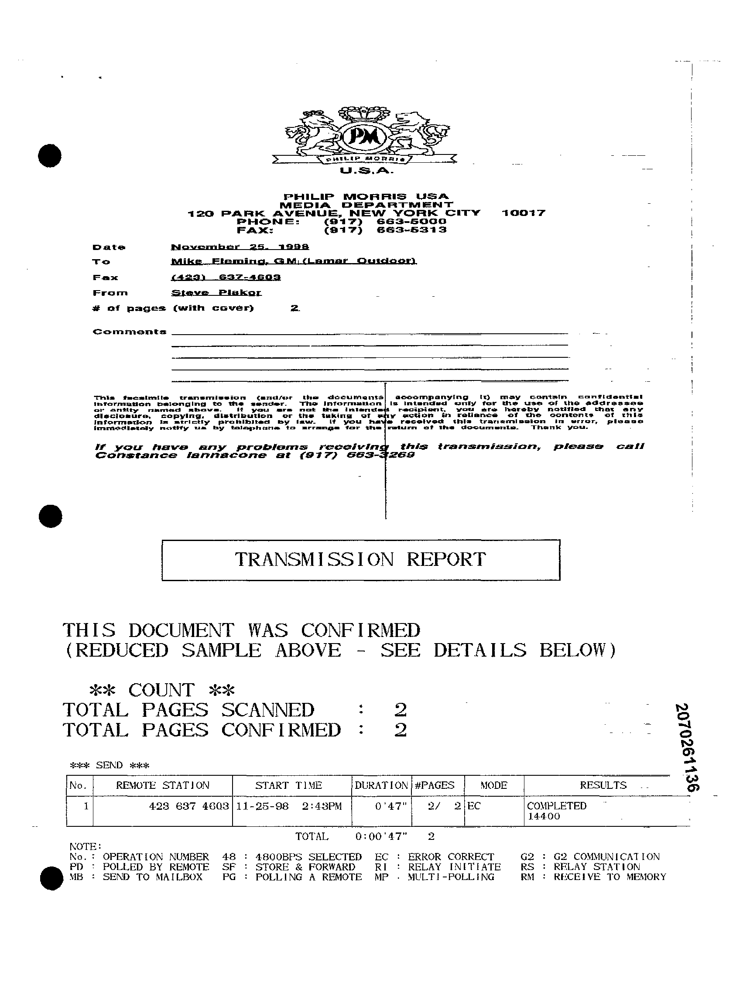 PM
PHILIP MORRIS
U.S.A.
PHILIP MORRIS USA
MEDIA DEPARTMENT
120 PARK AVENUE, NEW YORK CITY 10017
PHONE: (917) 663-5000
FAX: (917) 663-5313
Date November 25, 1998
To Mike Fleming, GM (Lamar Outdoor)
Fax (423) 637-4603
From Steve Piskor
# of pages (with cover) 2
Comments
This facsimile transmission (and/or the documents accompanying it) may contain confidential
information belonging to the sender. The information is intended only for the use of the addressee
or entity named above. If you are not the intended recipient, you are hereby notified that any
disclosure, copying, distribution or the taking of any action in reliance of the contents of this
information is strictly prohibited by law. If you have received this transmission in error, please
immediately notify us by telephone to arrange for the return of the documents. Thank you.
If you have any problems receiving this transmission, please call
Constance Iannacone at (917) 663-3269
TRANSMISSION REPORT
THIS DOCUMENT WAS CONFIRMED
(REDUCED SAMPLE ABOVE - SEE DETAILS BELOW)
** COUNT **
TOTAL PAGES SCANNED : 2
TOTAL PAGES CONFIRMED : 2
2070261136
*** SEND ***
No. REMOTE STATION START TIME DURATION #PAGES MODE RESULTS
1 423 637 4603 11-25-98 2:43PM 0'47" 2/ 2 EC COMPLETED
14400
TOTAL 0:00'47" 2
NOTE:
No. : OPERATION NUMBER 48 : 4800BPS SELECTED EC : ERROR CORRECT G2 : G2 COMMUNICATION
PD : POLLED BY REMOTE SF : STORE & FORWARD RI : RELAY INITIATE RS : RELAY STATION
MB : SEND TO MAILBOX PG : POLLING A REMOTE MP : MULTI-POLLING RM : RECEIVE TO MEMORY